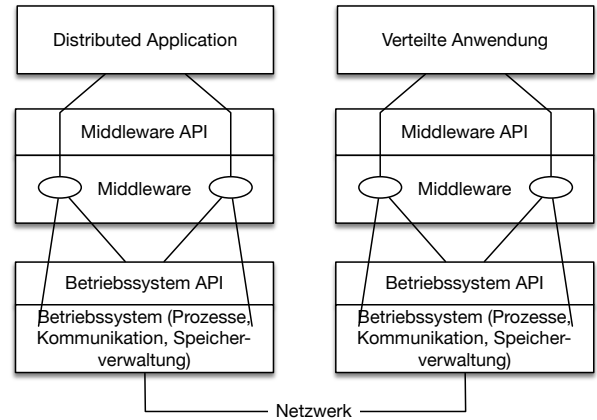 Distributed Application
Middleware API
Middleware
Betriebssystem API
Betriebssystem (Prozesse,
Kommunikation, Speicher-
verwaltung)
Verteilte Anwendung
Middleware API
Middleware
Betriebssystem API
Betriebssystem (Prozesse,
Kommunikation, Speicher-
verwaltung)
Netzwerk